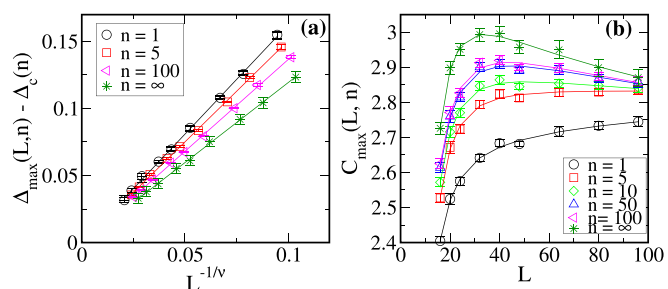 (a)
n = 1
n = 5
n = 100
n = ∞
0.15
0.1
0.05
0
0
0.05
0.1
Δmax(L,n) - Δc(n)
L^-1/ν
(b)
3
2.9
2.8
2.7
2.6
2.5
2.4
0
20
40
60
80
100
Cmax(L, n)
L
n = 1
n = 5
n = 10
n = 50
n= 100
n = ∞